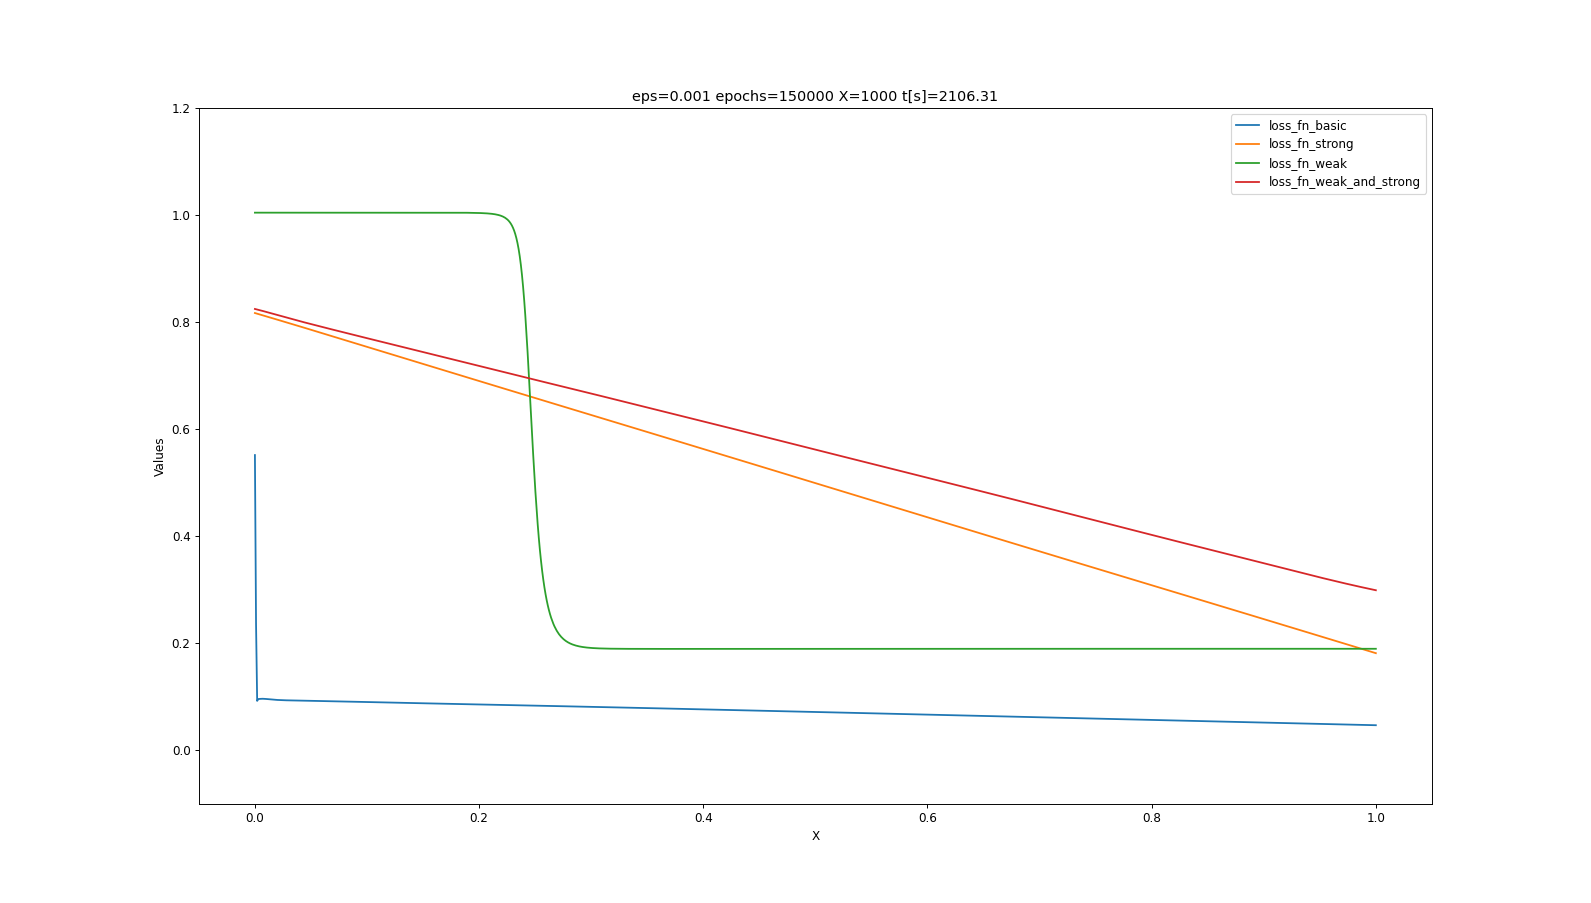 eps=0.001 epochs=150000 X=1000 t[s]=2106.31
loss_fn_basic
loss_fn_strong
loss_fn_weak
loss_fn_weak_and_strong
1.2
1.0
0.8
0.6
0.4
0.2
0.0
Values
0.0 0.2 0.4 0.6 0.8 1.0
X